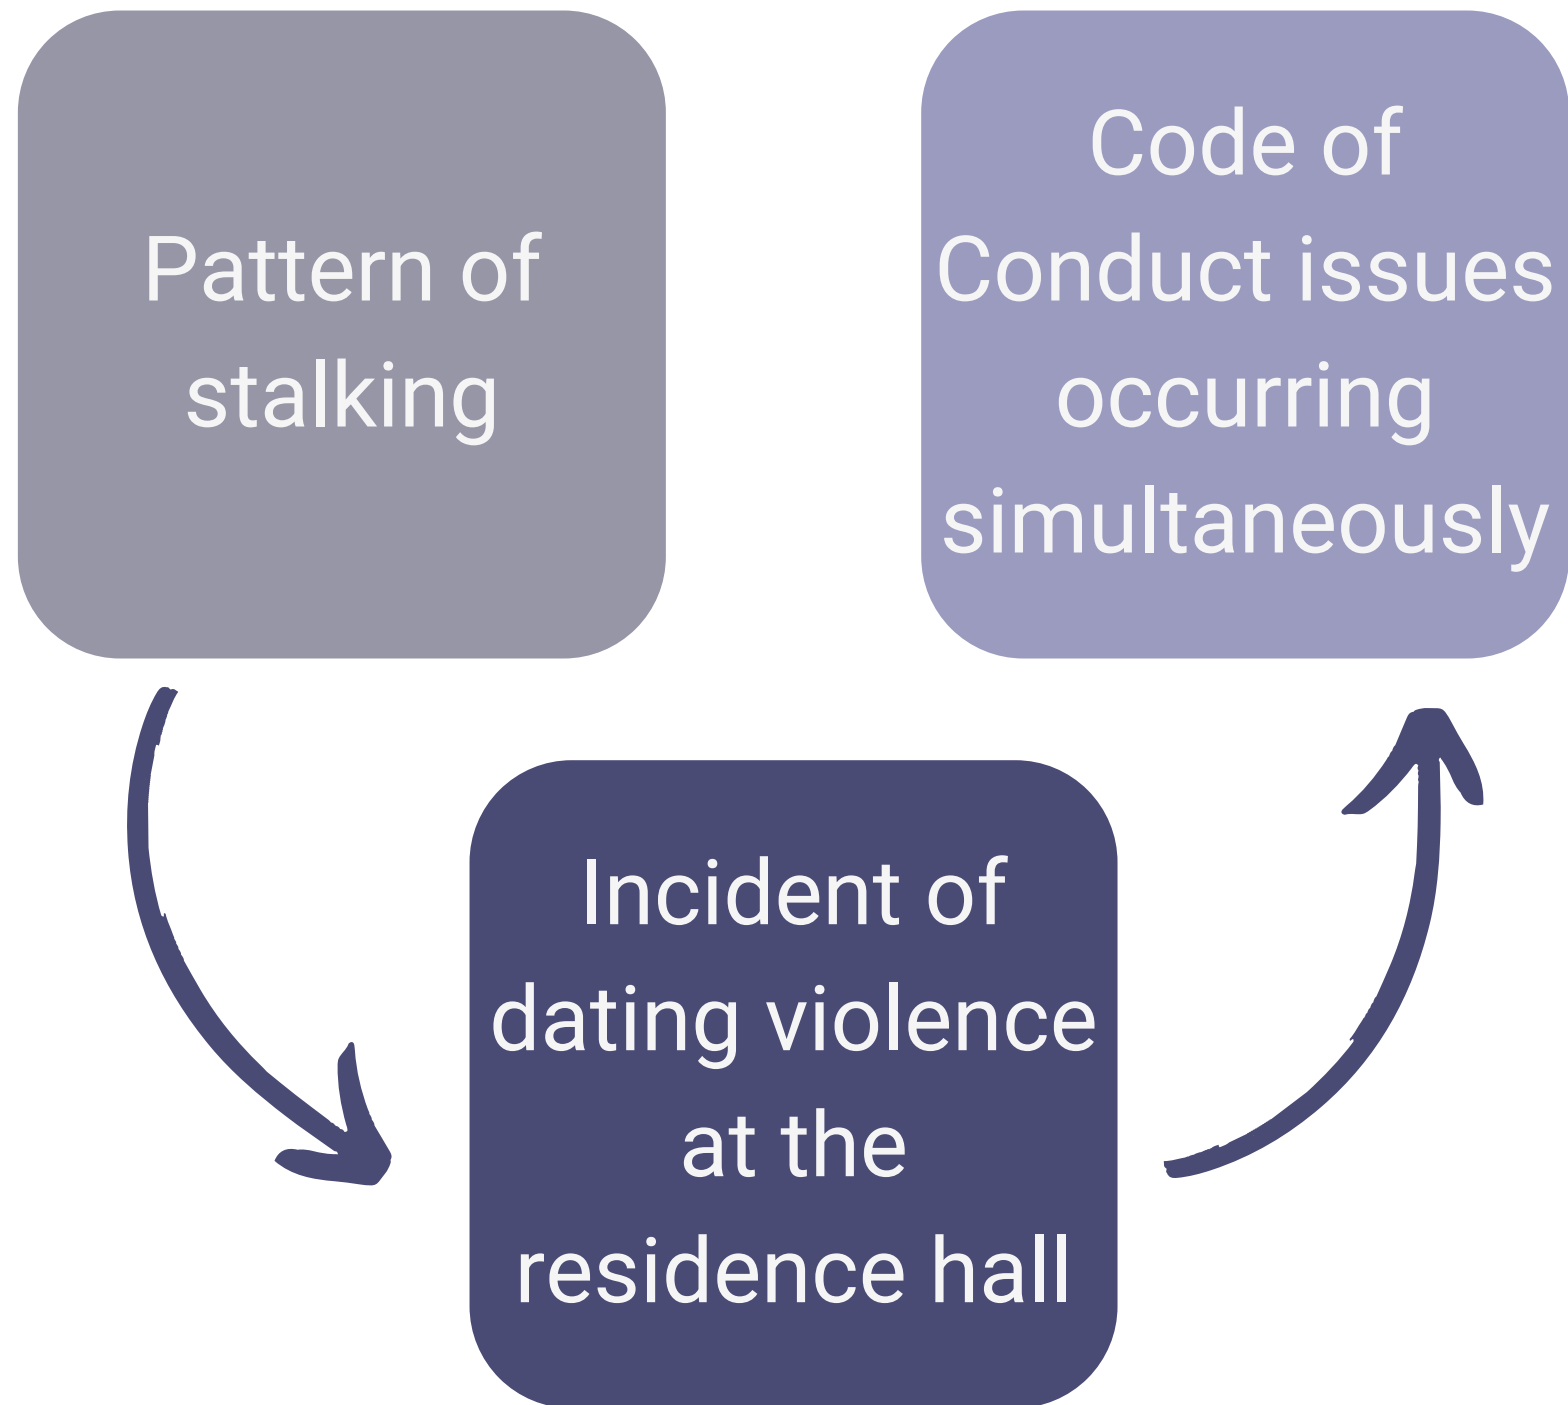 Pattern of
stalking
Incident of
dating violence
at the
residence hall
Code of
Conduct issues
occurring
simultaneously